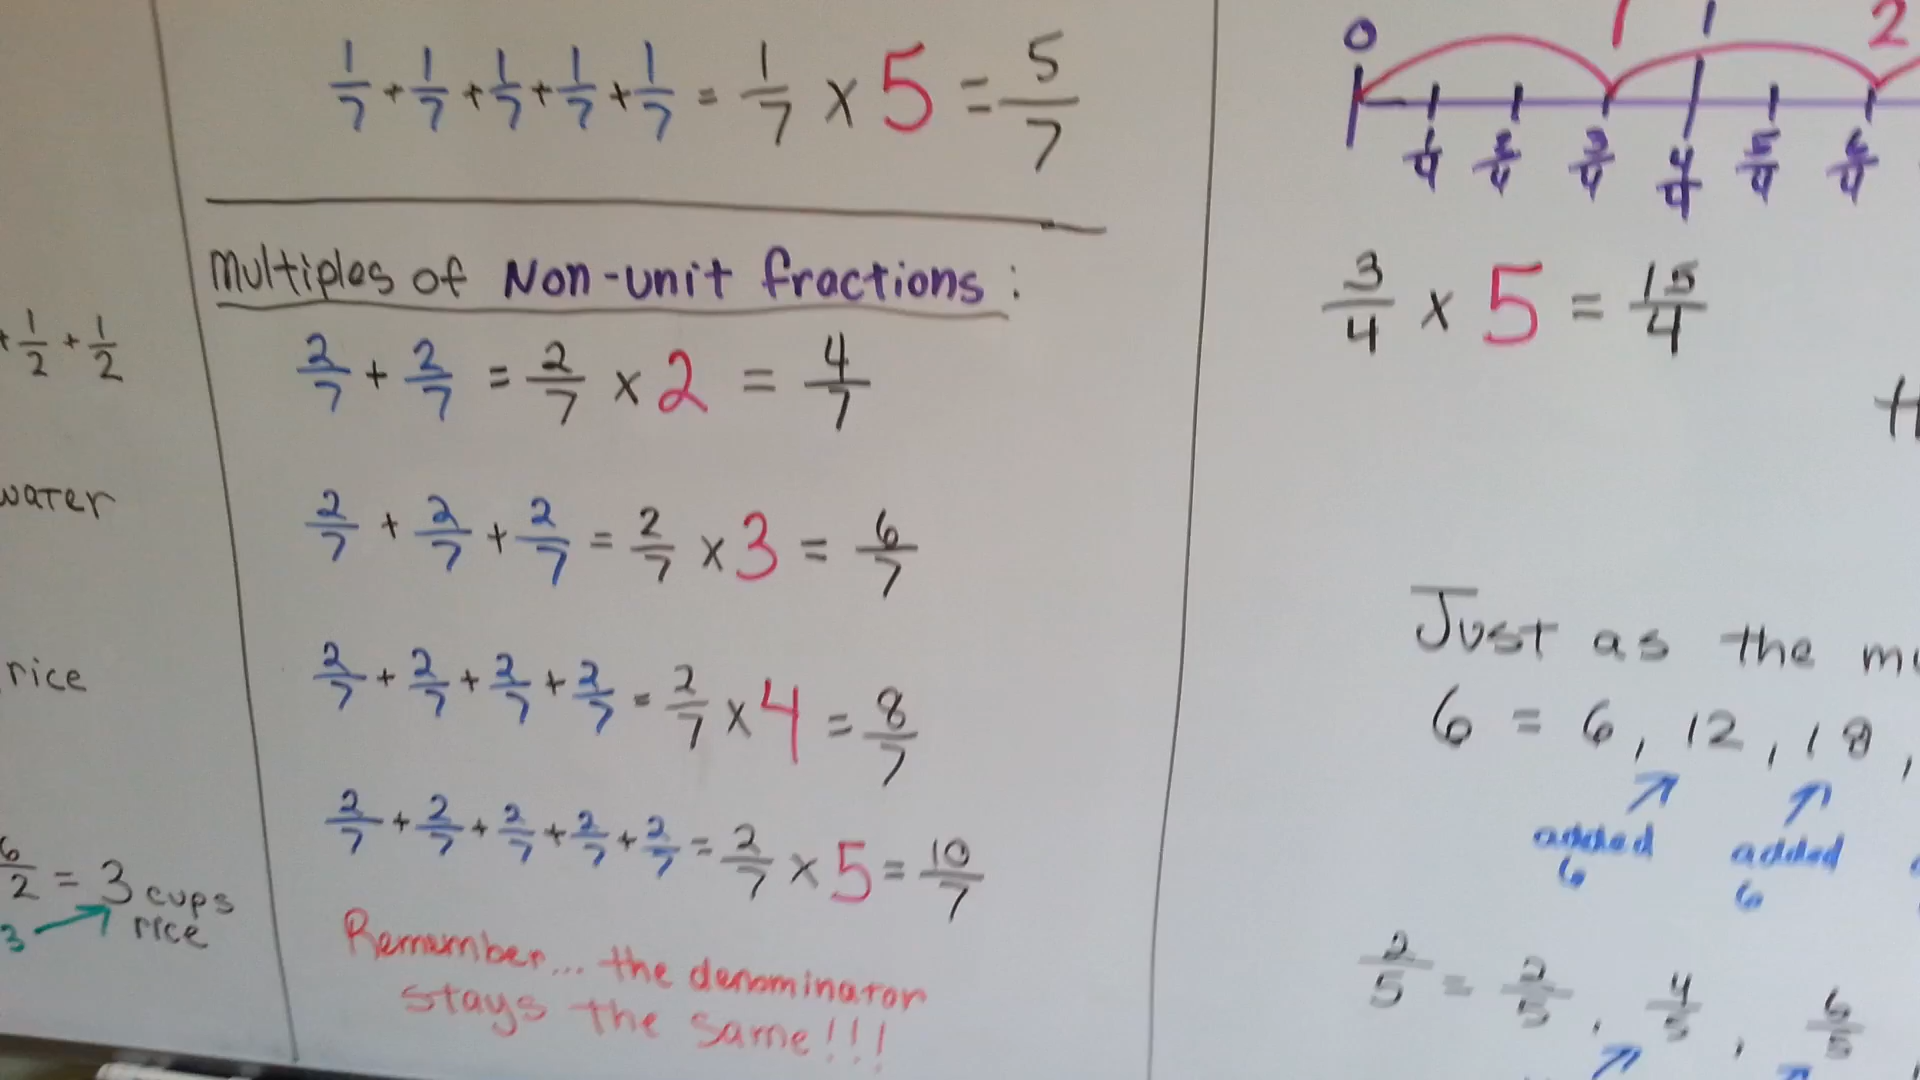 + 1/2 + 1/2
water
rice
6/2 = 3 cups
3 rice
1/7 + 1/7 + 1/7 + 1/7 + 1/7 = 1/7 x 5 = 5/7
Multiples of Non-unit fractions:
2/7 + 2/7 = 2/7 x 2 = 4/7
2/7 + 2/7 + 2/7 = 2/7 x 3 = 6/7
2/7 + 2/7 + 2/7 + 2/7 = 2/7 x 4 = 8/7
2/7 + 2/7 + 2/7 + 2/7 + 2/7 = 2/7 x 5 = 10/7
Remember... the denominator
stays the same!!!
0 1 1 2
1/4 2/4 3/4 4/4 5/4 6/4
3/4 x 5 = 15/4
Just as the
6 = 6, 12, 18,
added added
6 6
2/5 = 2/5, 4/5, 6/5